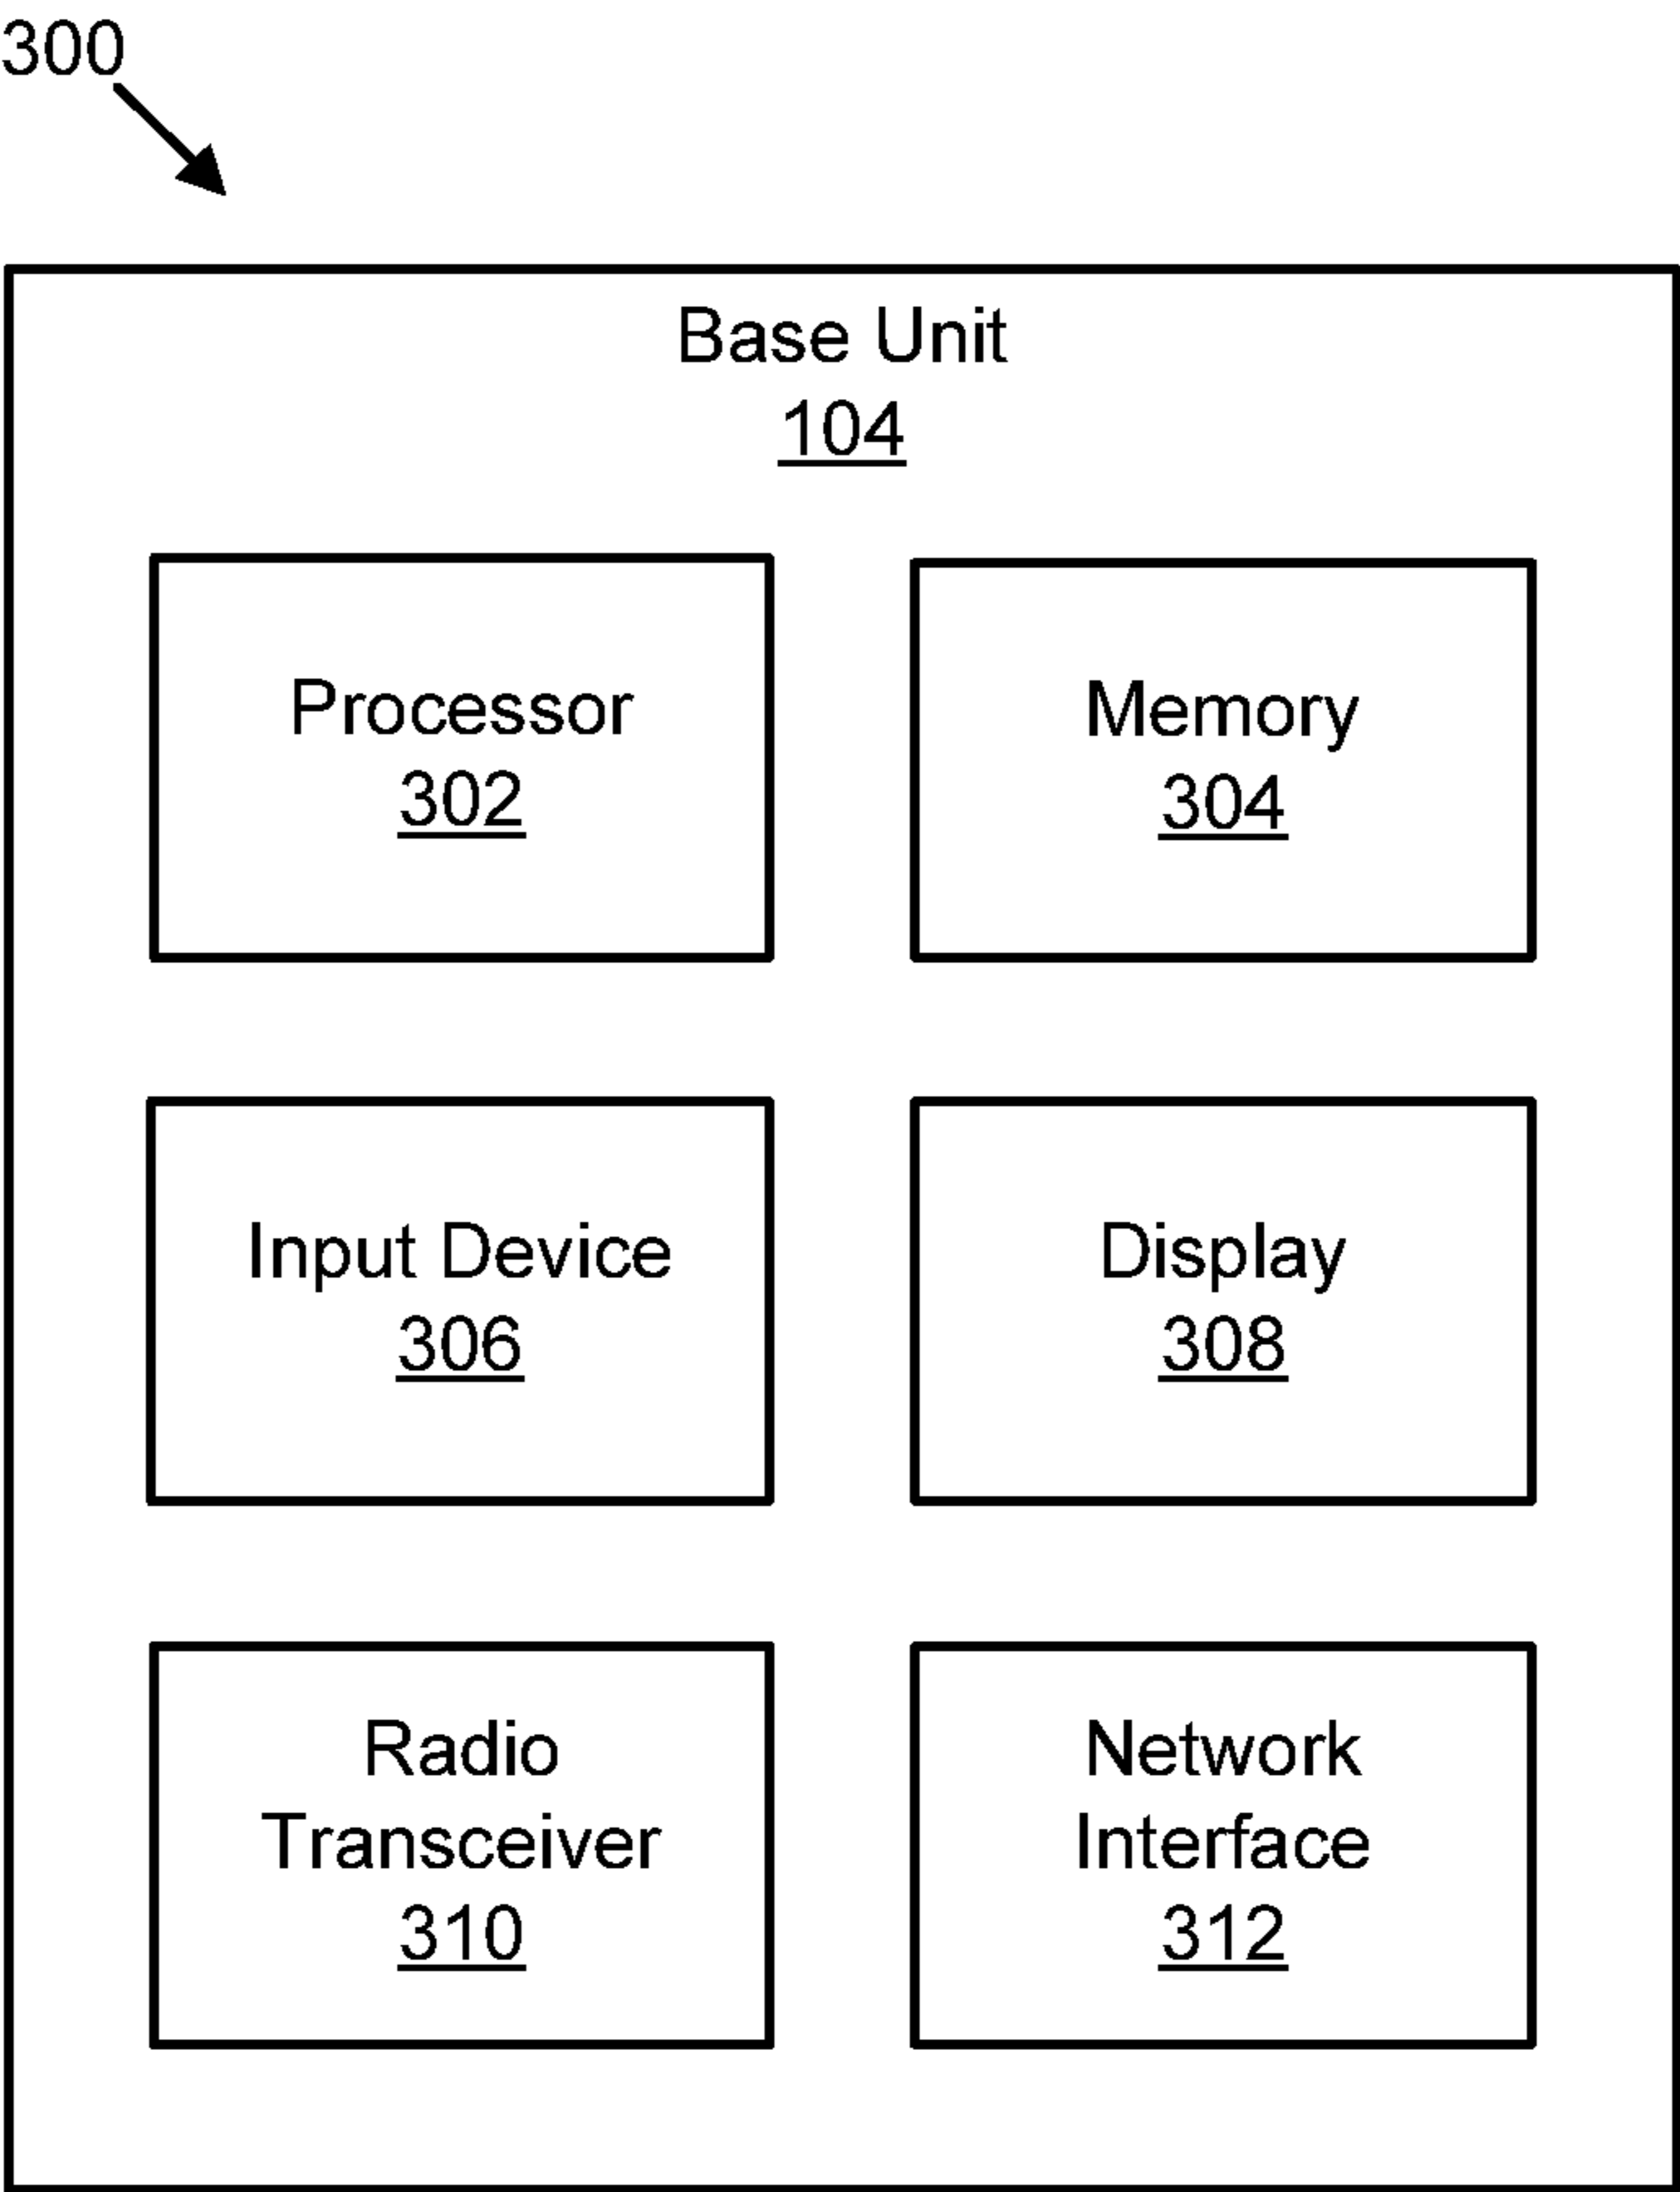 300
Base Unit
104
Processor
302
Memory
304
Input Device
306
Display
308
Radio
Transceiver
310
Network
Interface
312